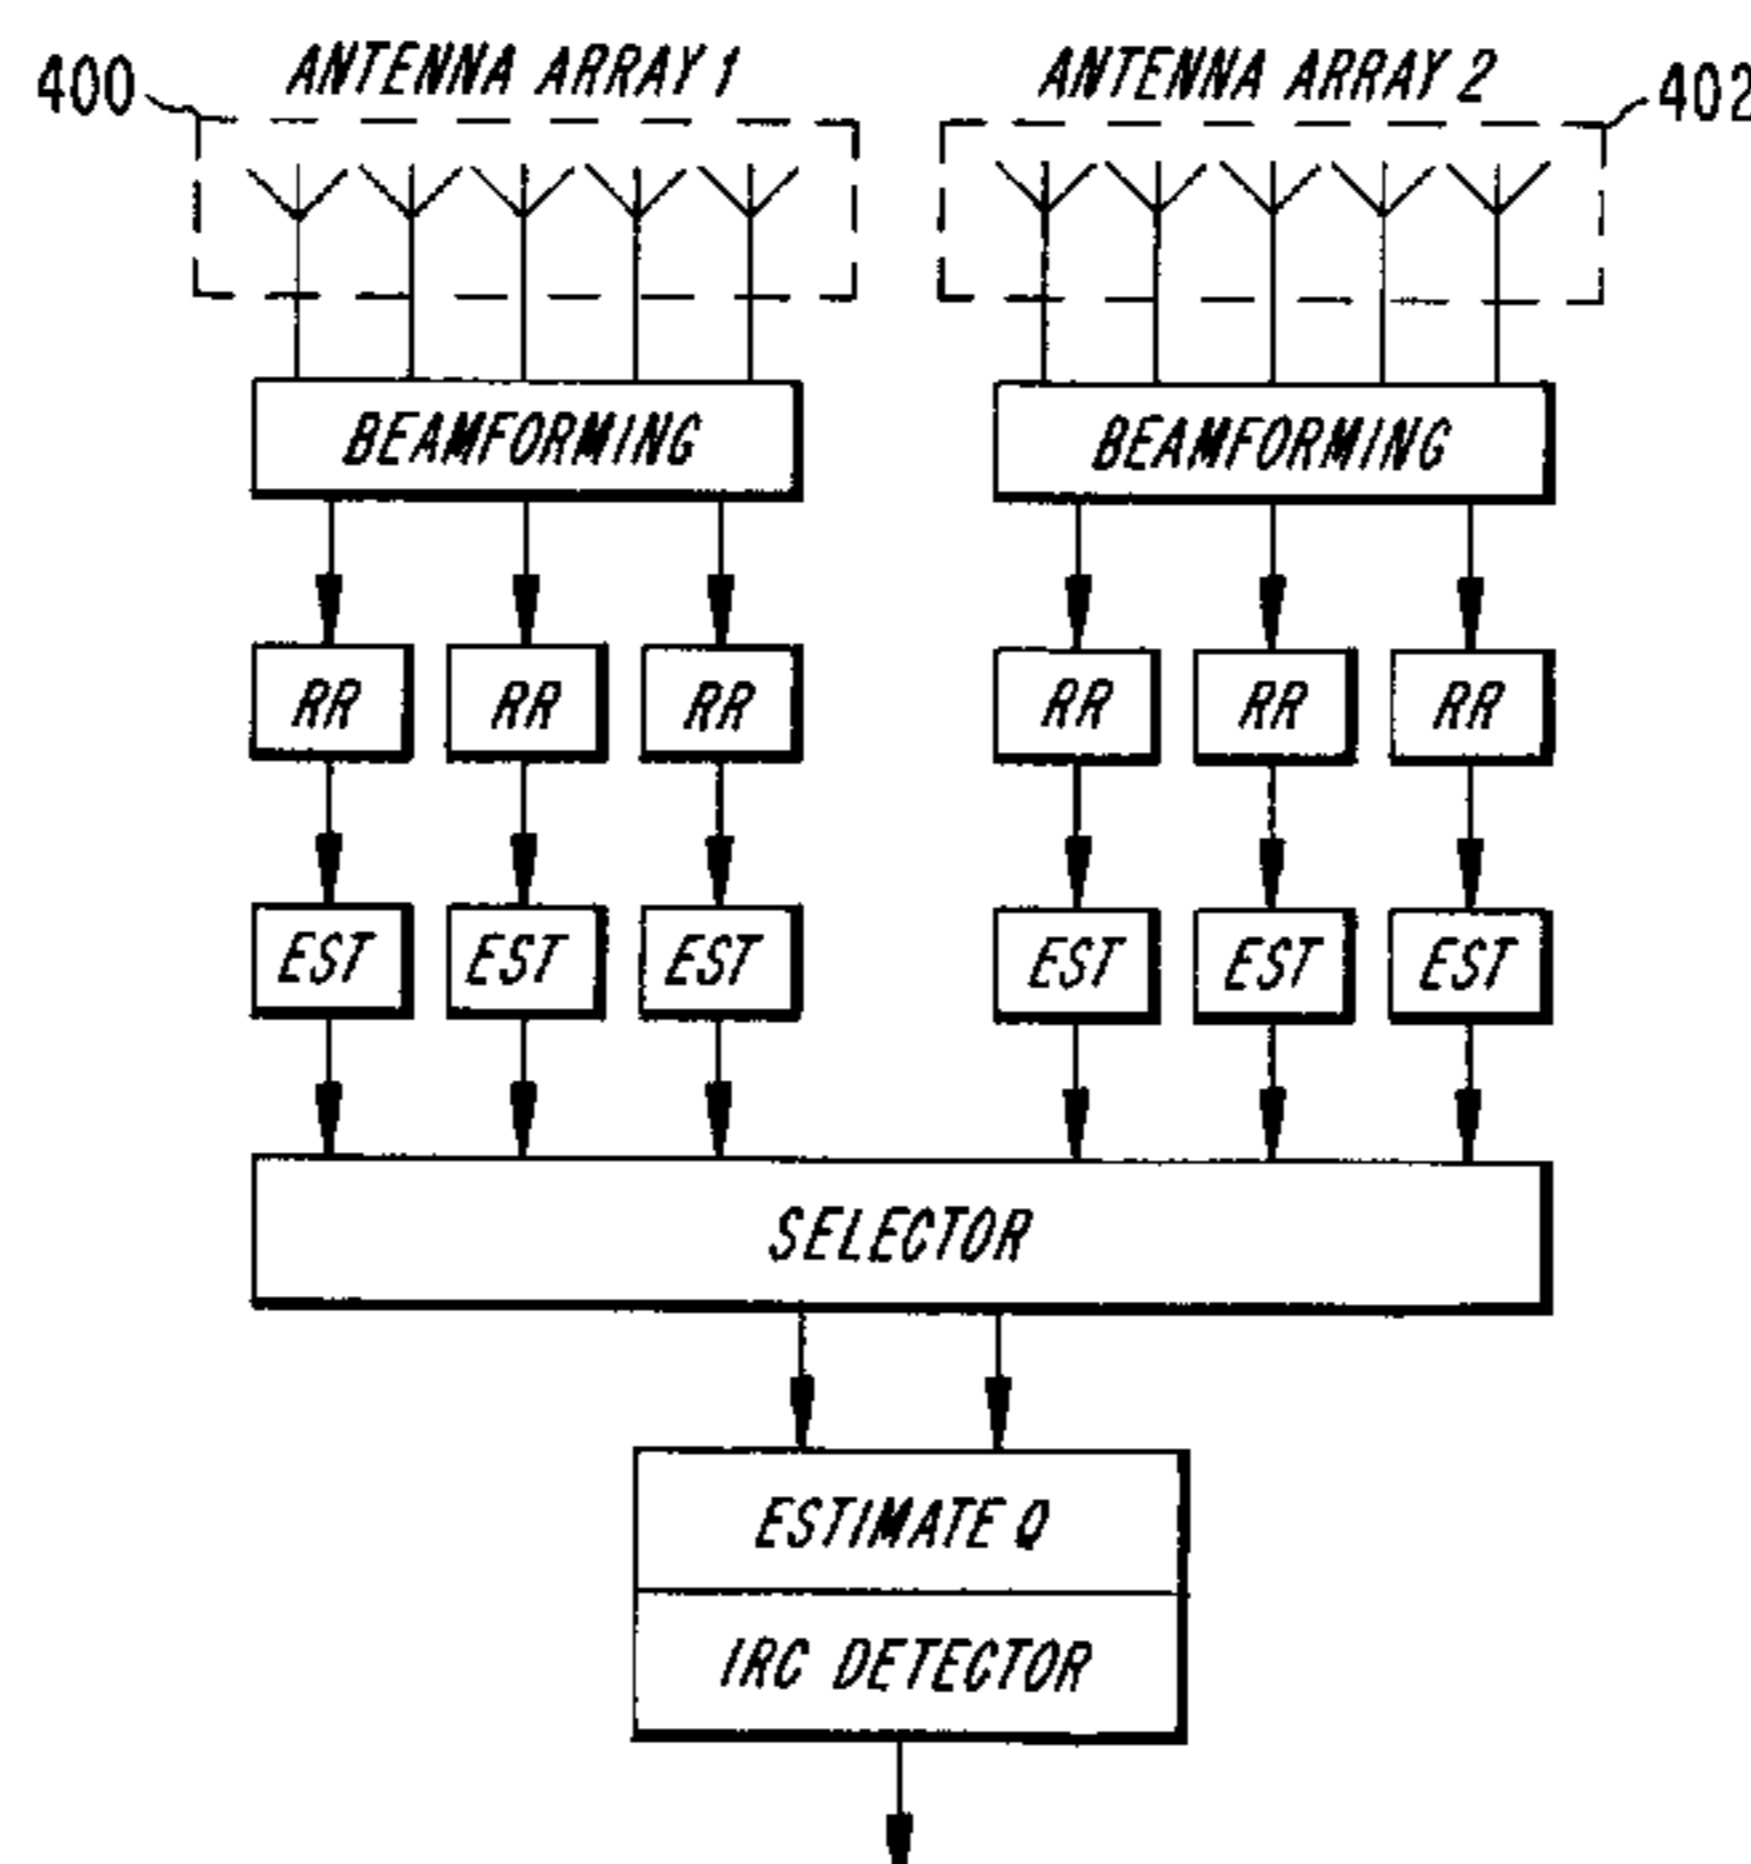 400 ANTENNA ARRAY 1 ANTENNA ARRAY 2 402
BEAMFORMING BEAMFORMING
RR RR RR RR RR RR
EST EST EST EST EST EST
SELECTOR
ESTIMATE Q
IRC DETECTOR